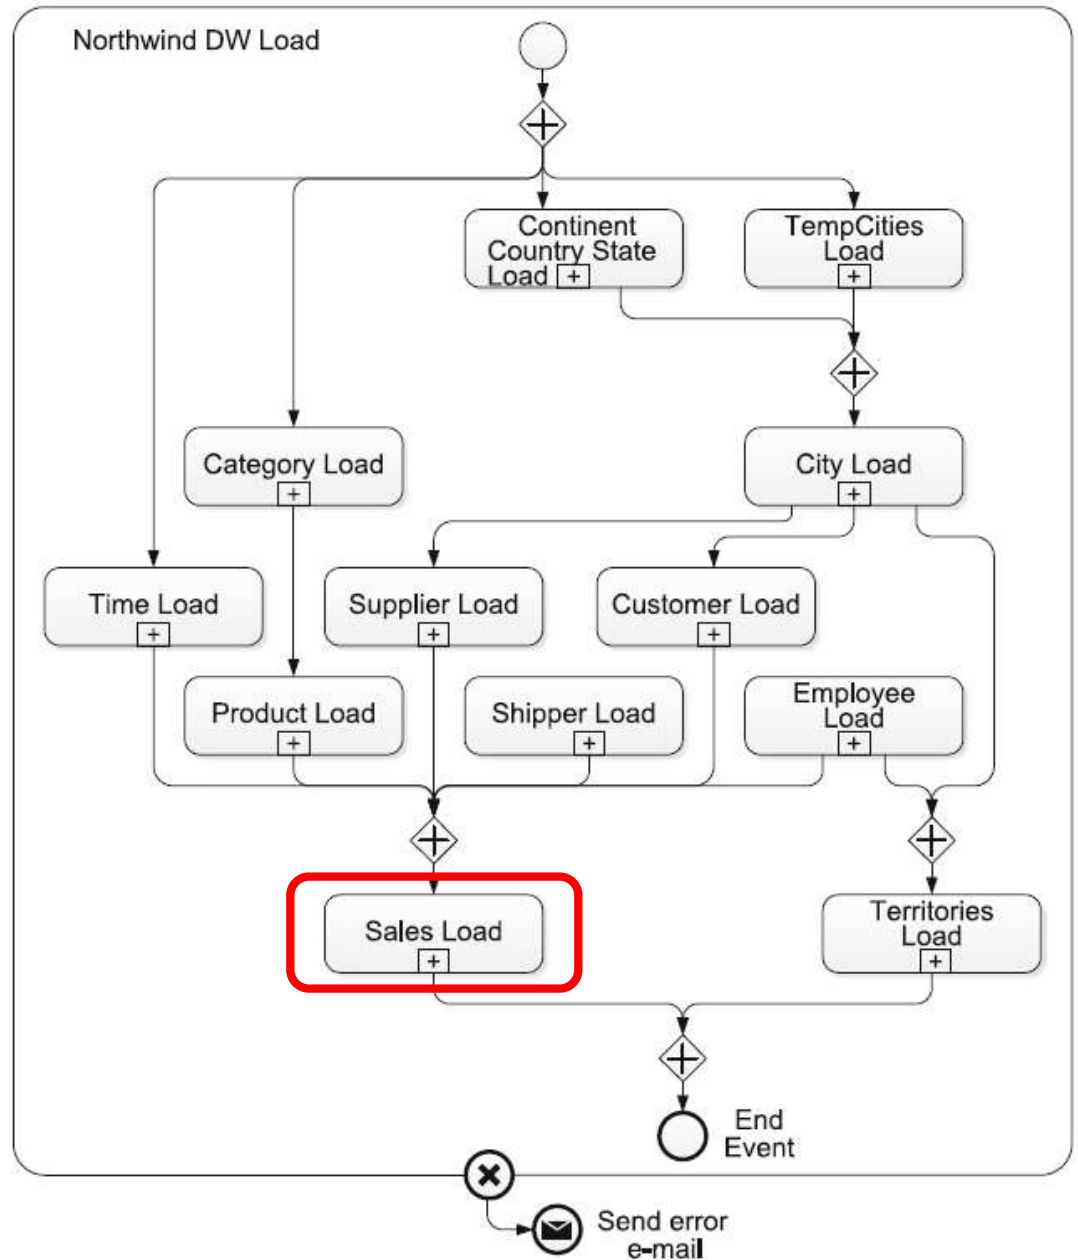 Northwind DW Load
Continent
Country State
Load
TempCities
Load
Category Load
City Load
Time Load
Supplier Load
Customer Load
Product Load
Shipper Load
Employee
Load
Sales Load
Territories
Load
End
Event
Send error
e-mail